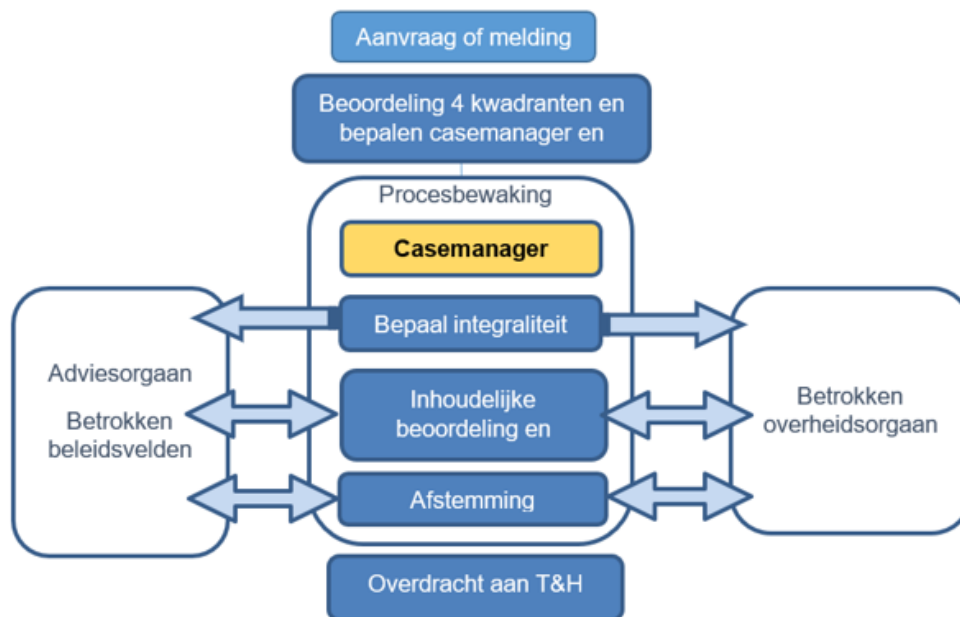 Aanvraag of melding
Beoordeling 4 kwadranten en
bepalen casemanager en
Procesbewaking
Casemanager
Bepaal integraliteit
Adviesorgaan
Betrokken
beleidsvelden
Inhoudelijke
beoordeling en
Betrokken
overheidsorgaan
Afstemming
Overdracht aan T&H